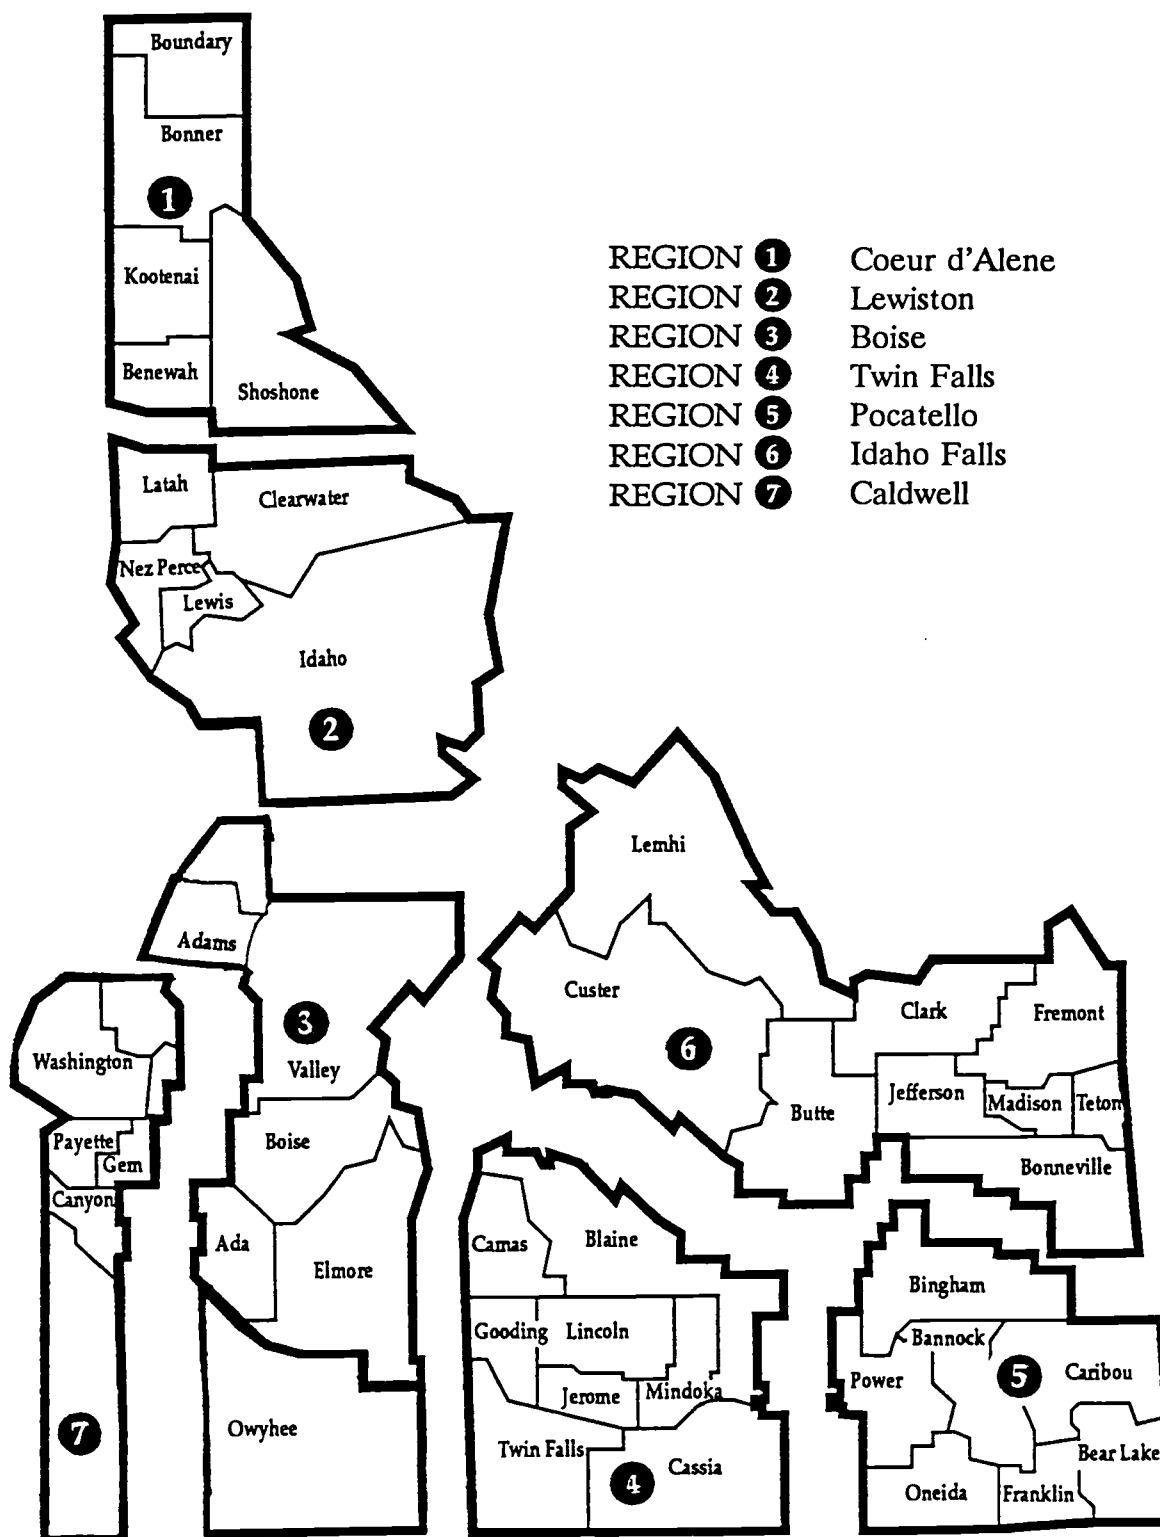 Boundary
Bonner
1
Kootenai
Benewah
Shoshone
REGION 1 Coeur d'Alene
REGION 2 Lewiston
REGION 3 Boise
REGION 4 Twin Falls
REGION 5 Pocatello
REGION 6 Idaho Falls
REGION 7 Caldwell
Latah
Clearwater
Nez Perce
Lewis
Idaho
2
Adams
3
Valley
Boise
Ada
Elmore
Owyhee
Washington
Payette
Gem
Canyon
7
Lemhi
Custer
6
Clark
Fremont
Butte
Jefferson
Madison
Teton
Bonneville
Camas
Blaine
Gooding
Lincoln
Jerome
Mindoka
Twin Falls
Cassia
4
Bingham
Bannock
Power
5
Caribou
Bear Lake
Oneida
Franklin